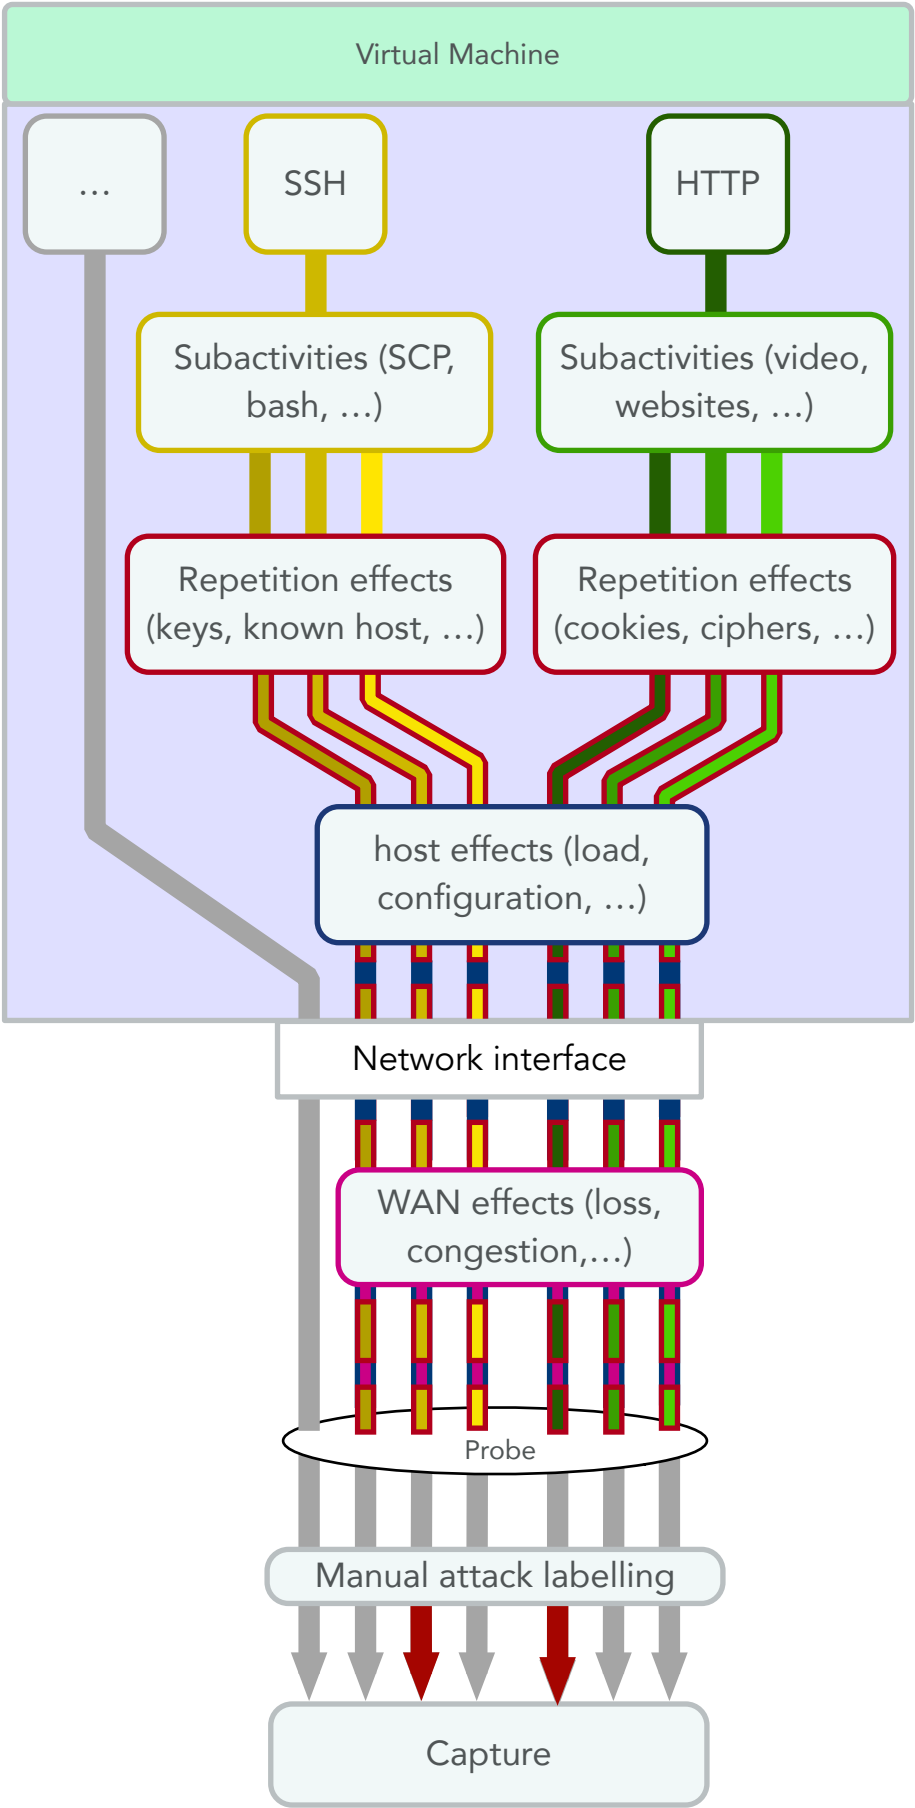 Virtual Machine
...
SSH
HTTP
Subactivities (SCP,
bash, ...)
Subactivities (video,
websites, ...)
Repetition effects
(keys, known host, ...)
Repetition effects
(cookies, ciphers, ...)
host effects (load,
configuration, ...)
Network interface
WAN effects (loss,
congestion,...)
Probe
Manual attack labelling
Capture